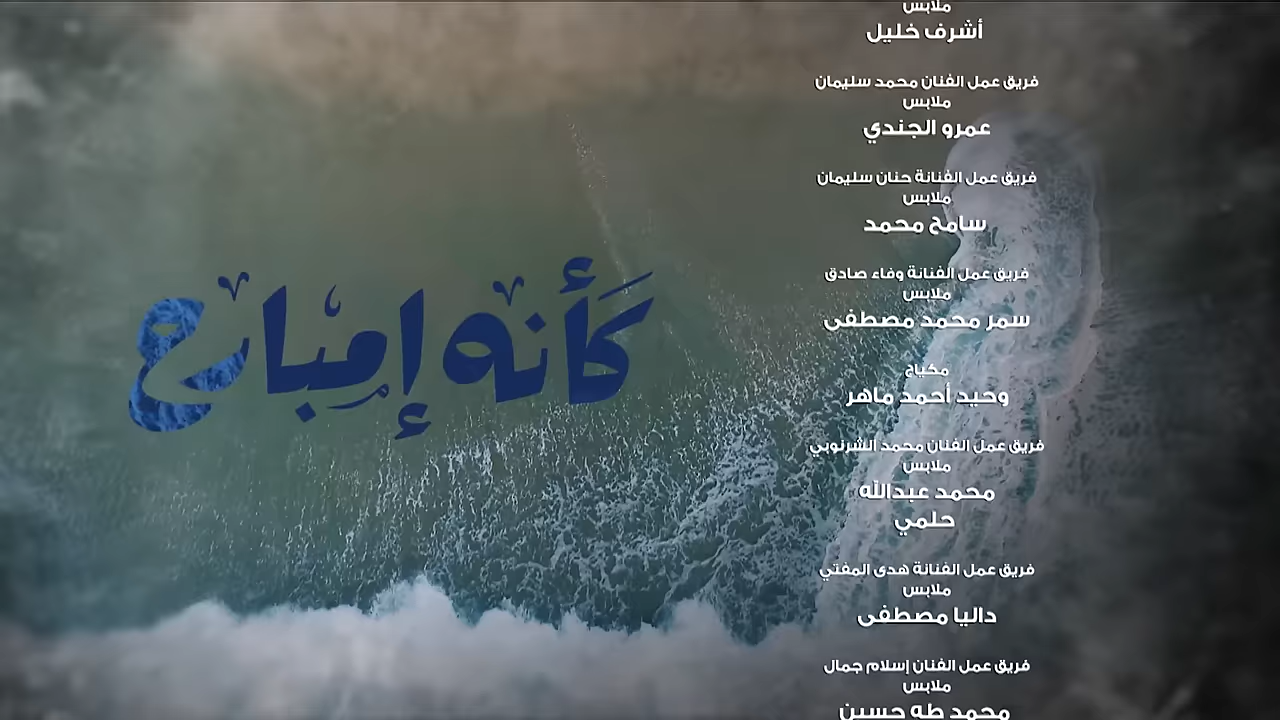 كأنه إمبارح
ملابس
أشرف خليل
فريق عمل الفنان محمد سليمان
ملابس
عمرو الجندي
فريق عمل الفنانة حنان سليمان
ملابس
سامح محمد
فريق عمل الفنانة وفاء صادق
ملابس
سمر محمد مصطفى
مكياج
وحيد أحمد ماهر
فريق عمل الفنان محمد الشرنوبي
ملابس
محمد عبدالله
حلمي
فريق عمل الفنانة هدى المفتي
ملابس
داليا مصطفى
فريق عمل الفنان إسلام جمال
ملابس
محمد طه حسين